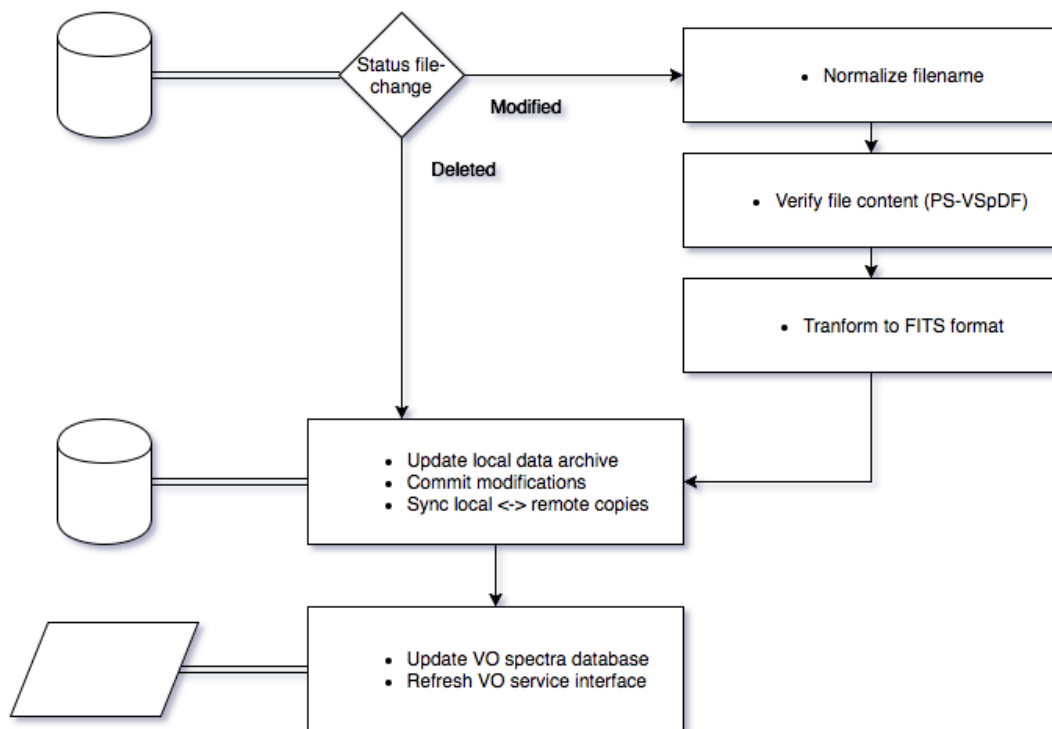 Status file-
change
• Normalize filename
Modified
Deleted
• Verify file content (PS-VSpDF)
• Tranform to FITS format
• Update local data archive
• Commit modifications
• Sync local <-> remote copies
• Update VO spectra database
• Refresh VO service interface